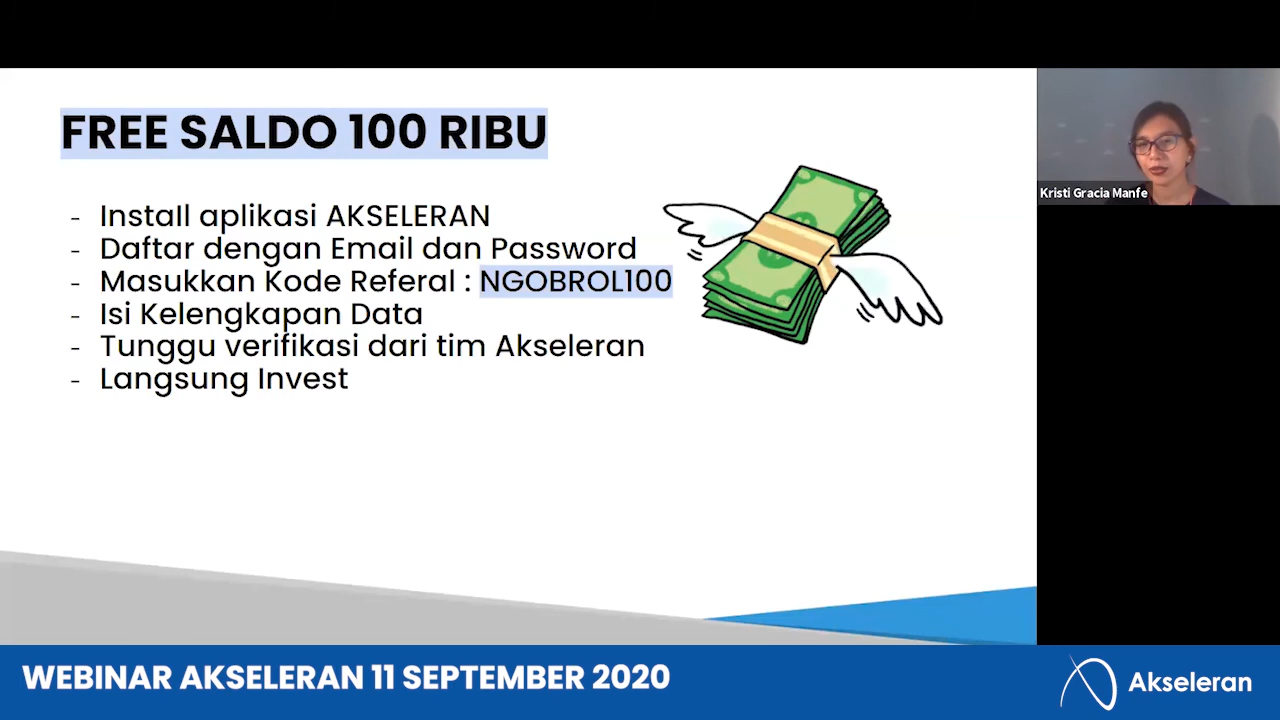 FREE SALDO 100 RIBU
- Install aplikasi AKSELERAN
- Daftar dengan Email dan Password
- Masukkan Kode Referal : NGOBROL100
- Isi Kelengkapan Data
- Tunggu verifikasi dari tim Akseleran
- Langsung Invest
Kristi Gracia Manfe
WEBINAR AKSELERAN 11 SEPTEMBER 2020
Akseleran